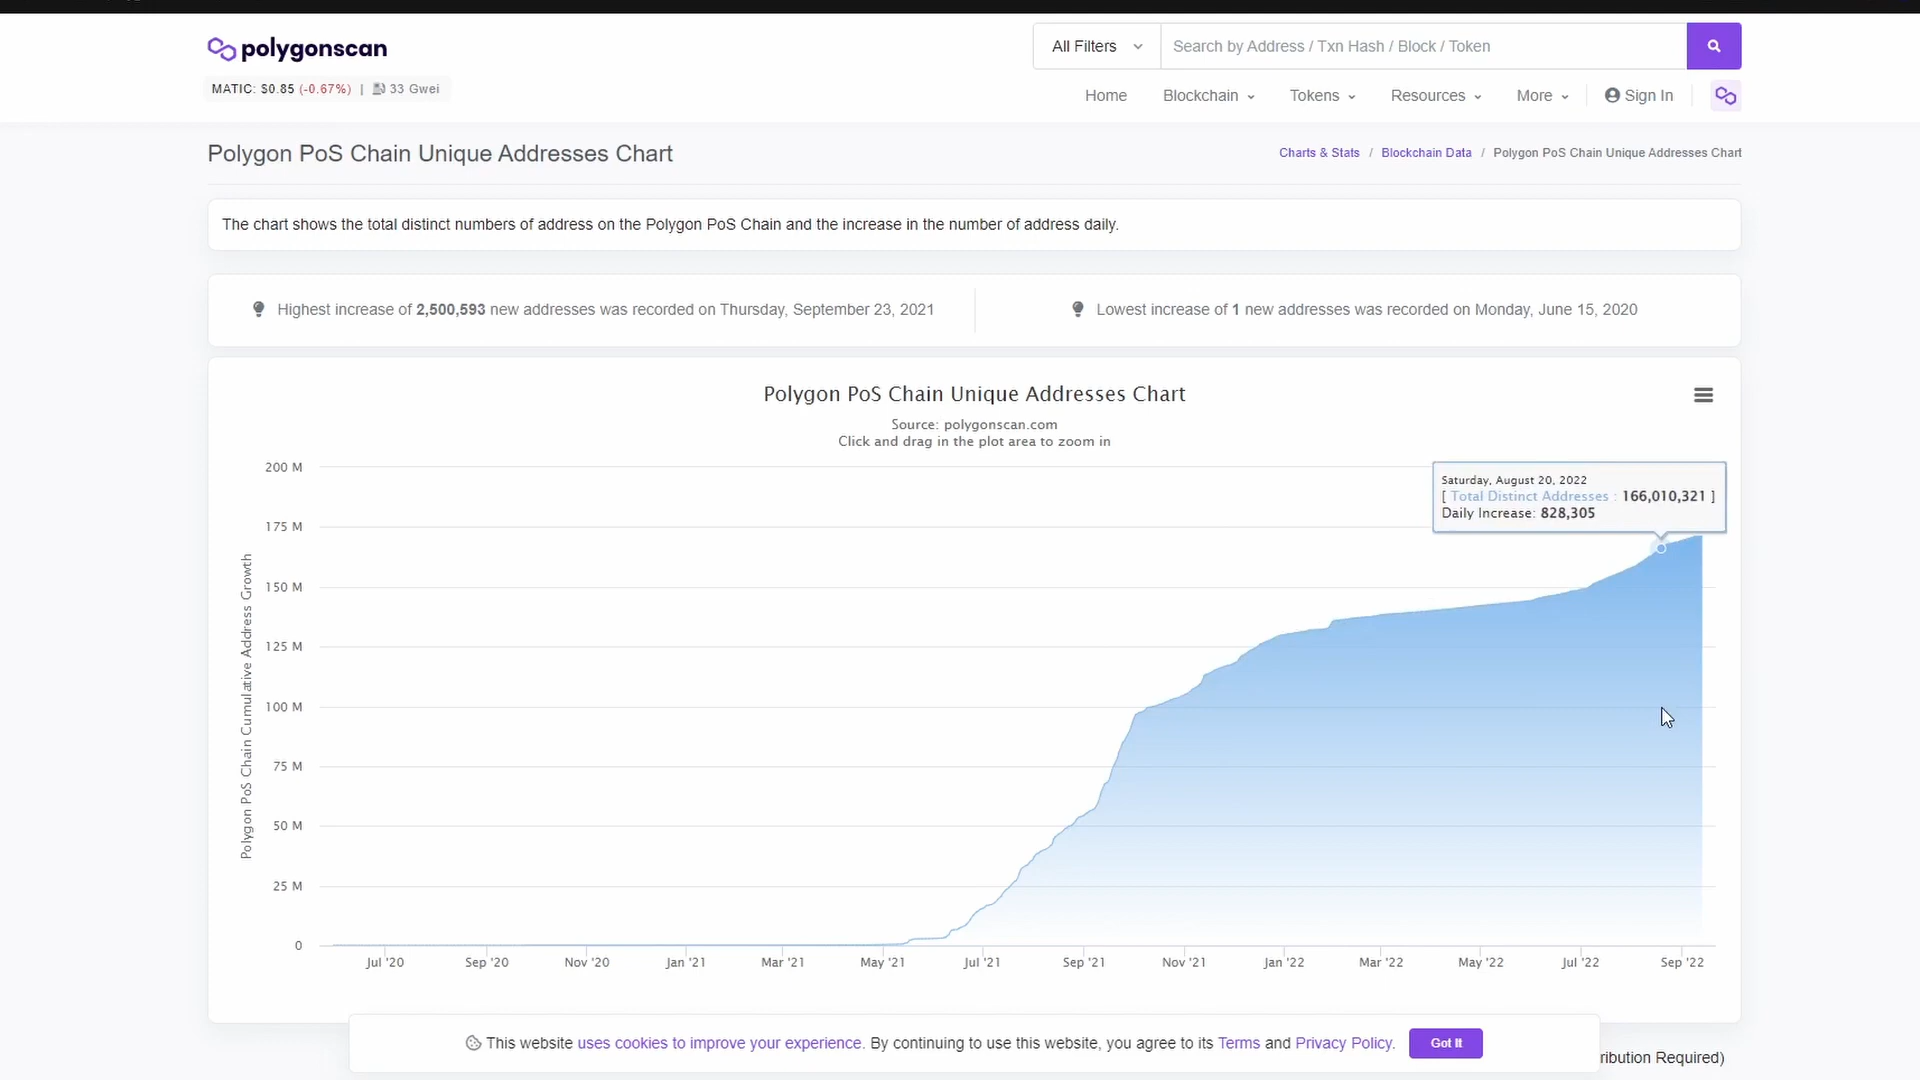 polygonscan
All Filters
Search by Address / Txn Hash / Block / Token
MATIC: $0.85 (-0.67%) | 33 Gwei
Home Blockchain Tokens Resources More Sign In
Polygon PoS Chain Unique Addresses Chart
Charts & Stats / Blockchain Data / Polygon PoS Chain Unique Addresses Chart
The chart shows the total distinct numbers of address on the Polygon PoS Chain and the increase in the number of address daily.
Highest increase of 2,500,593 new addresses was recorded on Thursday, September 23, 2021
Lowest increase of 1 new addresses was recorded on Monday, June 15, 2020
Polygon PoS Chain Unique Addresses Chart
Source: polygonscan.com
Click and drag in the plot area to zoom in
Polygon PoS Chain Cumulative Address Growth
200 M
175 M
150 M
125 M
100 M
75 M
50 M
25 M
0
Saturday, August 20, 2022
[ Total Distinct Addresses : 166,010,321 ]
Daily Increase: 828,305
Jul '20 Sep '20 Nov '20 Jan '21 Mar '21 May '21 Jul '21 Sep '21 Nov '21 Jan '22 Mar '22 May '22 Jul '22 Sep '22
This website uses cookies to improve your experience. By continuing to use this website, you agree to its Terms and Privacy Policy.
Got It
ribution Required)